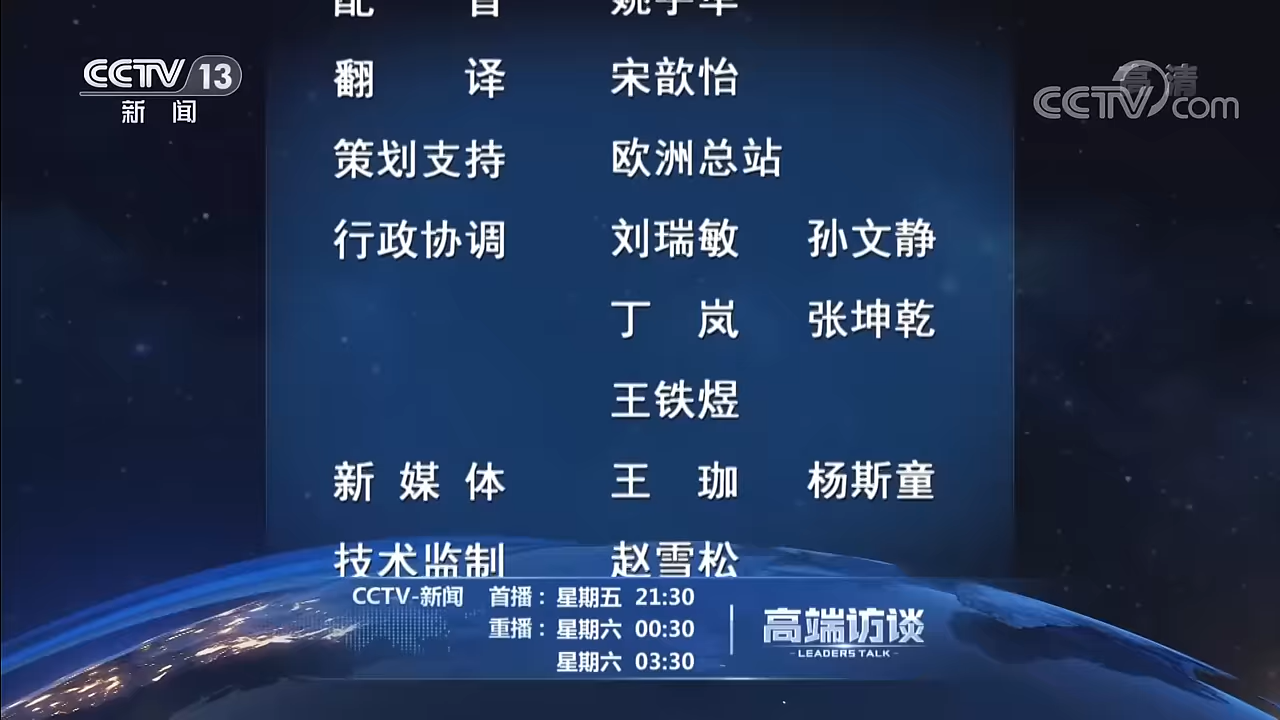 配 音
CCTV 13
新 闻
高清
CCTV com
翻 译 宋歆怡
策划支持 欧洲总站
行政协调 刘瑞敏 孙文静
丁 岚 张坤乾
王铁煜
新 媒 体 王 珈 杨斯童
技术监制 赵雪松
CCTV-新闻 首播：星期五 21:30
重播：星期六 00:30
星期六 03:30
高端访谈
LEADERS TALK